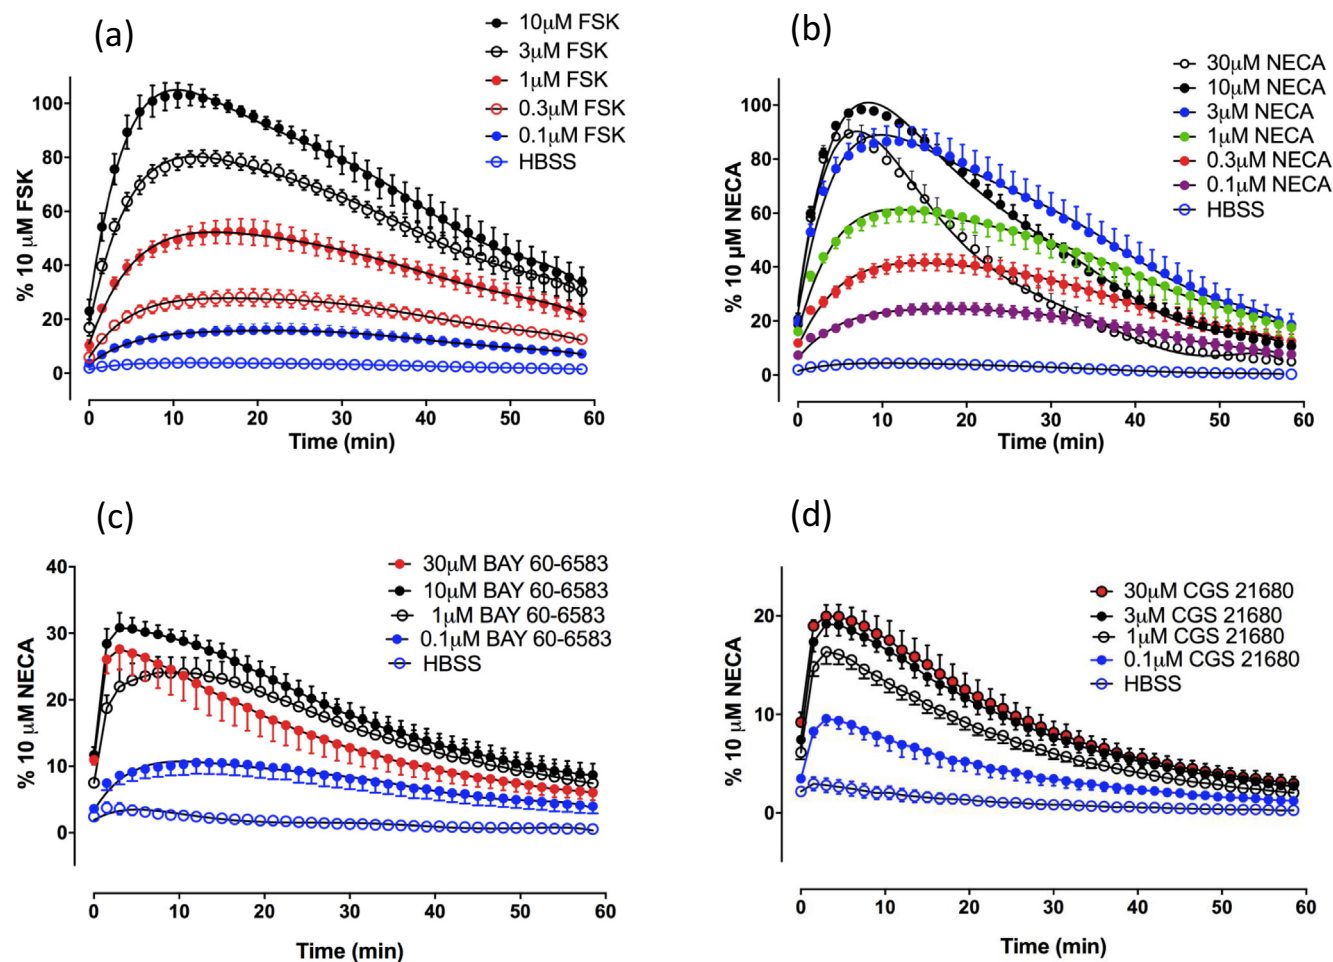 (a)
10μM FSK
3μM FSK
1μM FSK
0.3μM FSK
0.1μM FSK
HBSS
% 10 μM FSK
100
80
60
40
20
0
0 10 20 30 40 50 60
Time (min)
(b)
30μM NECA
10μM NECA
3μM NECA
1μM NECA
0.3μM NECA
0.1μM NECA
HBSS
% 10 μM NECA
100
80
60
40
20
0
0 10 20 30 40 50 60
Time (min)
(c)
30μM BAY 60-6583
10μM BAY 60-6583
1μM BAY 60-6583
0.1μM BAY 60-6583
HBSS
% 10 μM NECA
40
30
20
10
0
0 10 20 30 40 50 60
Time (min)
(d)
30μM CGS 21680
3μM CGS 21680
1μM CGS 21680
0.1μM CGS 21680
HBSS
% 10 μM NECA
20
10
0
0 10 20 30 40 50 60
Time (min)